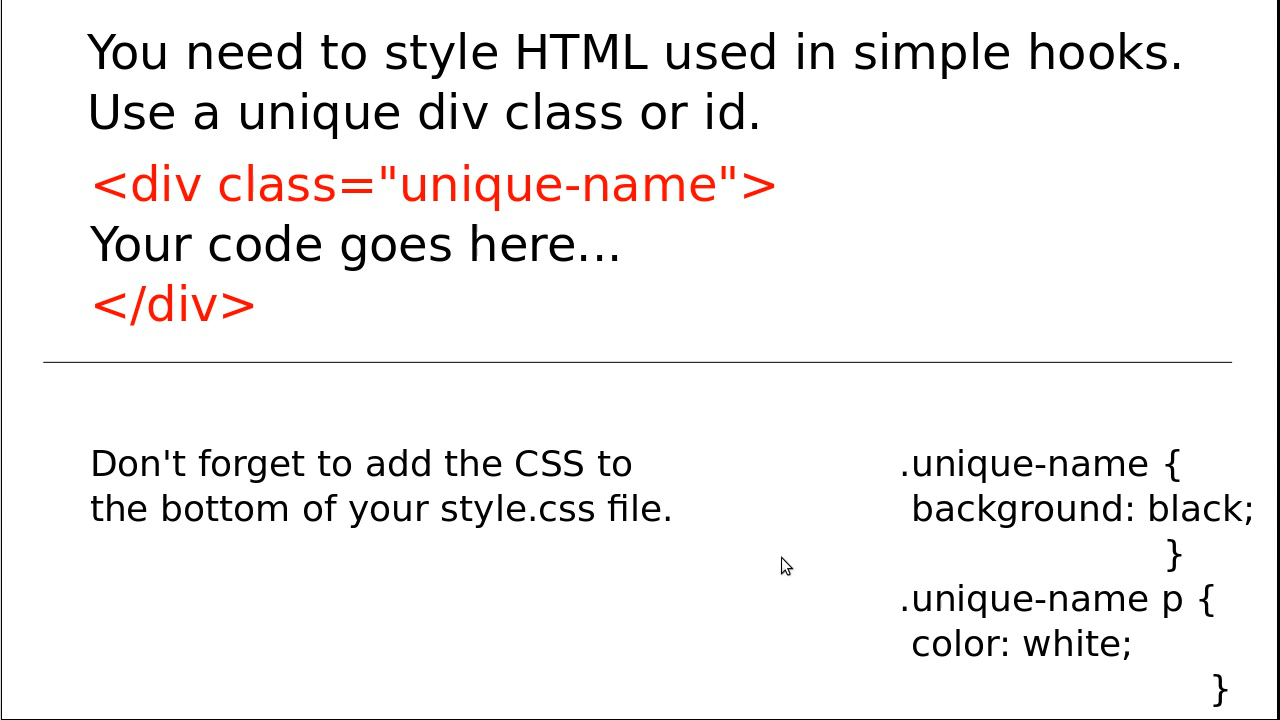 You need to style HTML used in simple hooks.
Use a unique div class or id.
<div class="unique-name">
Your code goes here...
</div>
Don't forget to add the CSS to
the bottom of your style.css file.
.unique-name {
background: black;
}
.unique-name p {
color: white;
}